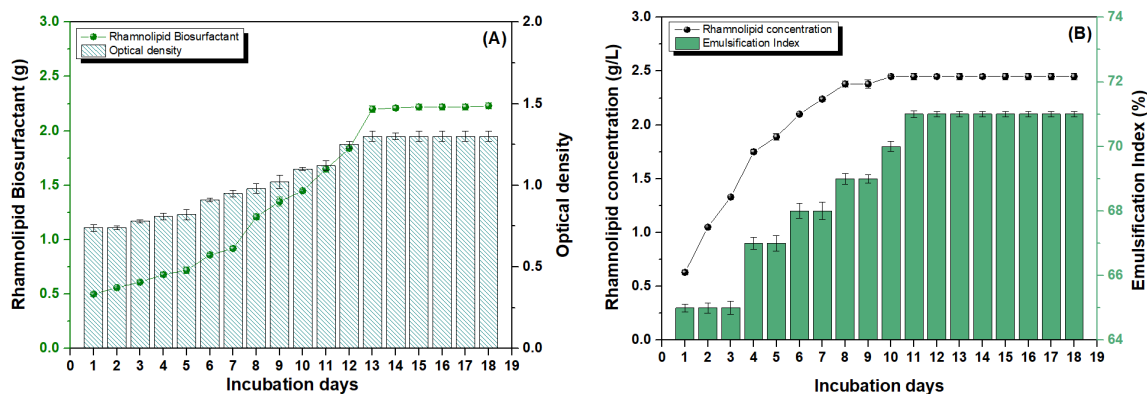 (A)
Rhamnolipid Biosurfactant
Optical density
Rhamnolipid Biosurfactant (g)
3.0
2.5
2.0
1.5
1.0
0.5
0.0
2.0
1.5
1.0
0.5
0.0
Optical density
0 1 2 3 4 5 6 7 8 9 10 11 12 13 14 15 16 17 18 19
Incubation days
(B)
Rhamnolipid concentration
Emulsification Index
Rhamnolipid concentration (g/L)
3.0
2.5
2.0
1.5
1.0
0.5
0.0
74
72
70
68
66
64
Emulsification Index (%)
0 1 2 3 4 5 6 7 8 9 10 11 12 13 14 15 16 17 18 19
Incubation days